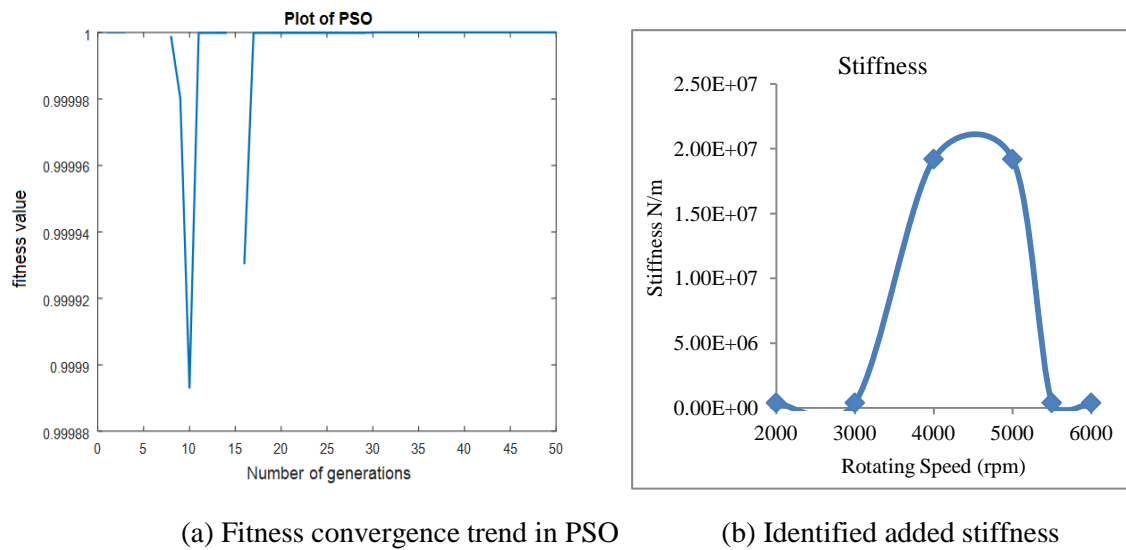 Plot of PSO
1
0.99998
0.99996
0.99994
0.99992
0.9999
0.99988
fitness value
0 5 10 15 20 25 30 35 40 45 50
Number of generations
Stiffness
2.50E+07
2.00E+07
1.50E+07
1.00E+07
5.00E+06
0.00E+00
Stiffness N/m
2000 3000 4000 5000 6000
Rotating Speed (rpm)
(a) Fitness convergence trend in PSO
(b) Identified added stiffness